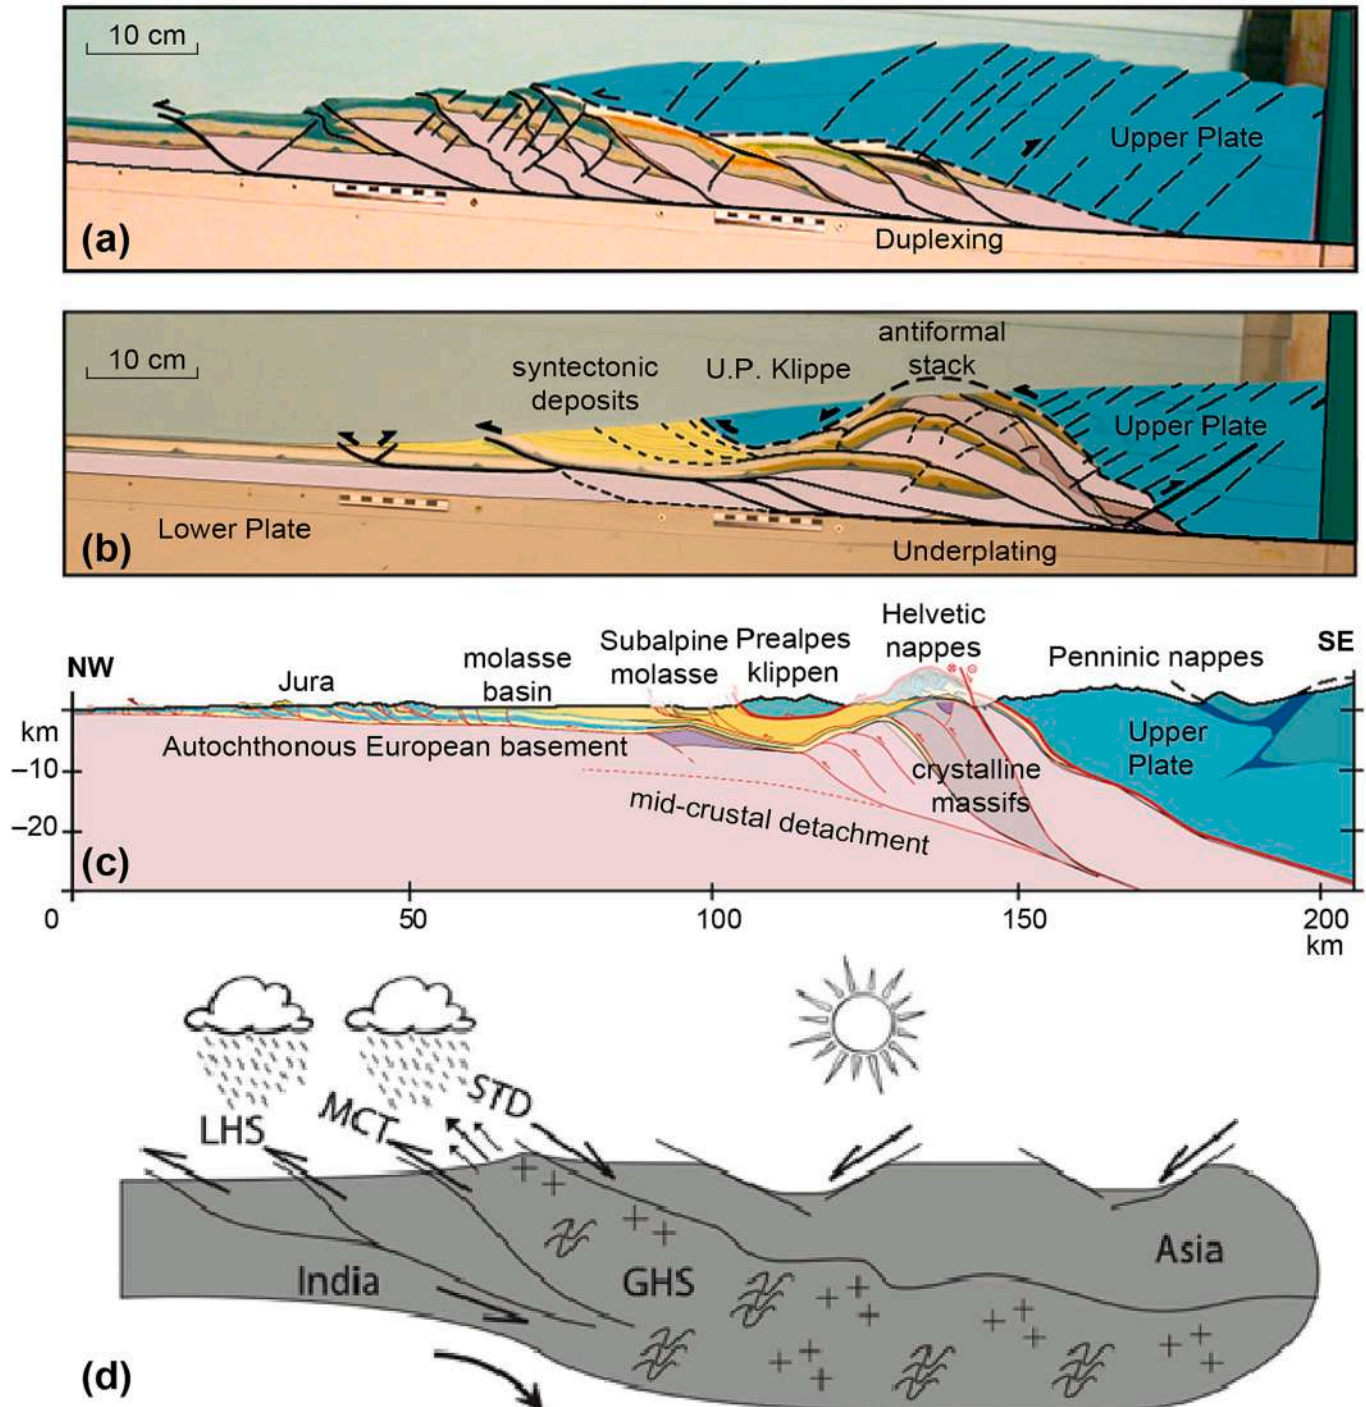 10 cm
Upper Plate
Duplexing
(a)
10 cm
syntectonic
deposits
U.P. Klippe
antiformal
stack
Upper Plate
Lower Plate
Underplating
(b)
NW
Jura
molasse
basin
Subalpine
molasse
Prealpes
klippen
Helvetic
nappes
Penninic nappes
SE
km
Autochthonous European basement
Upper
Plate
–10
crystalline
massifs
mid-crustal detachment
–20
(c)
0
50
100
150
200
km
LHS
MCT
STD
India
GHS
Asia
(d)